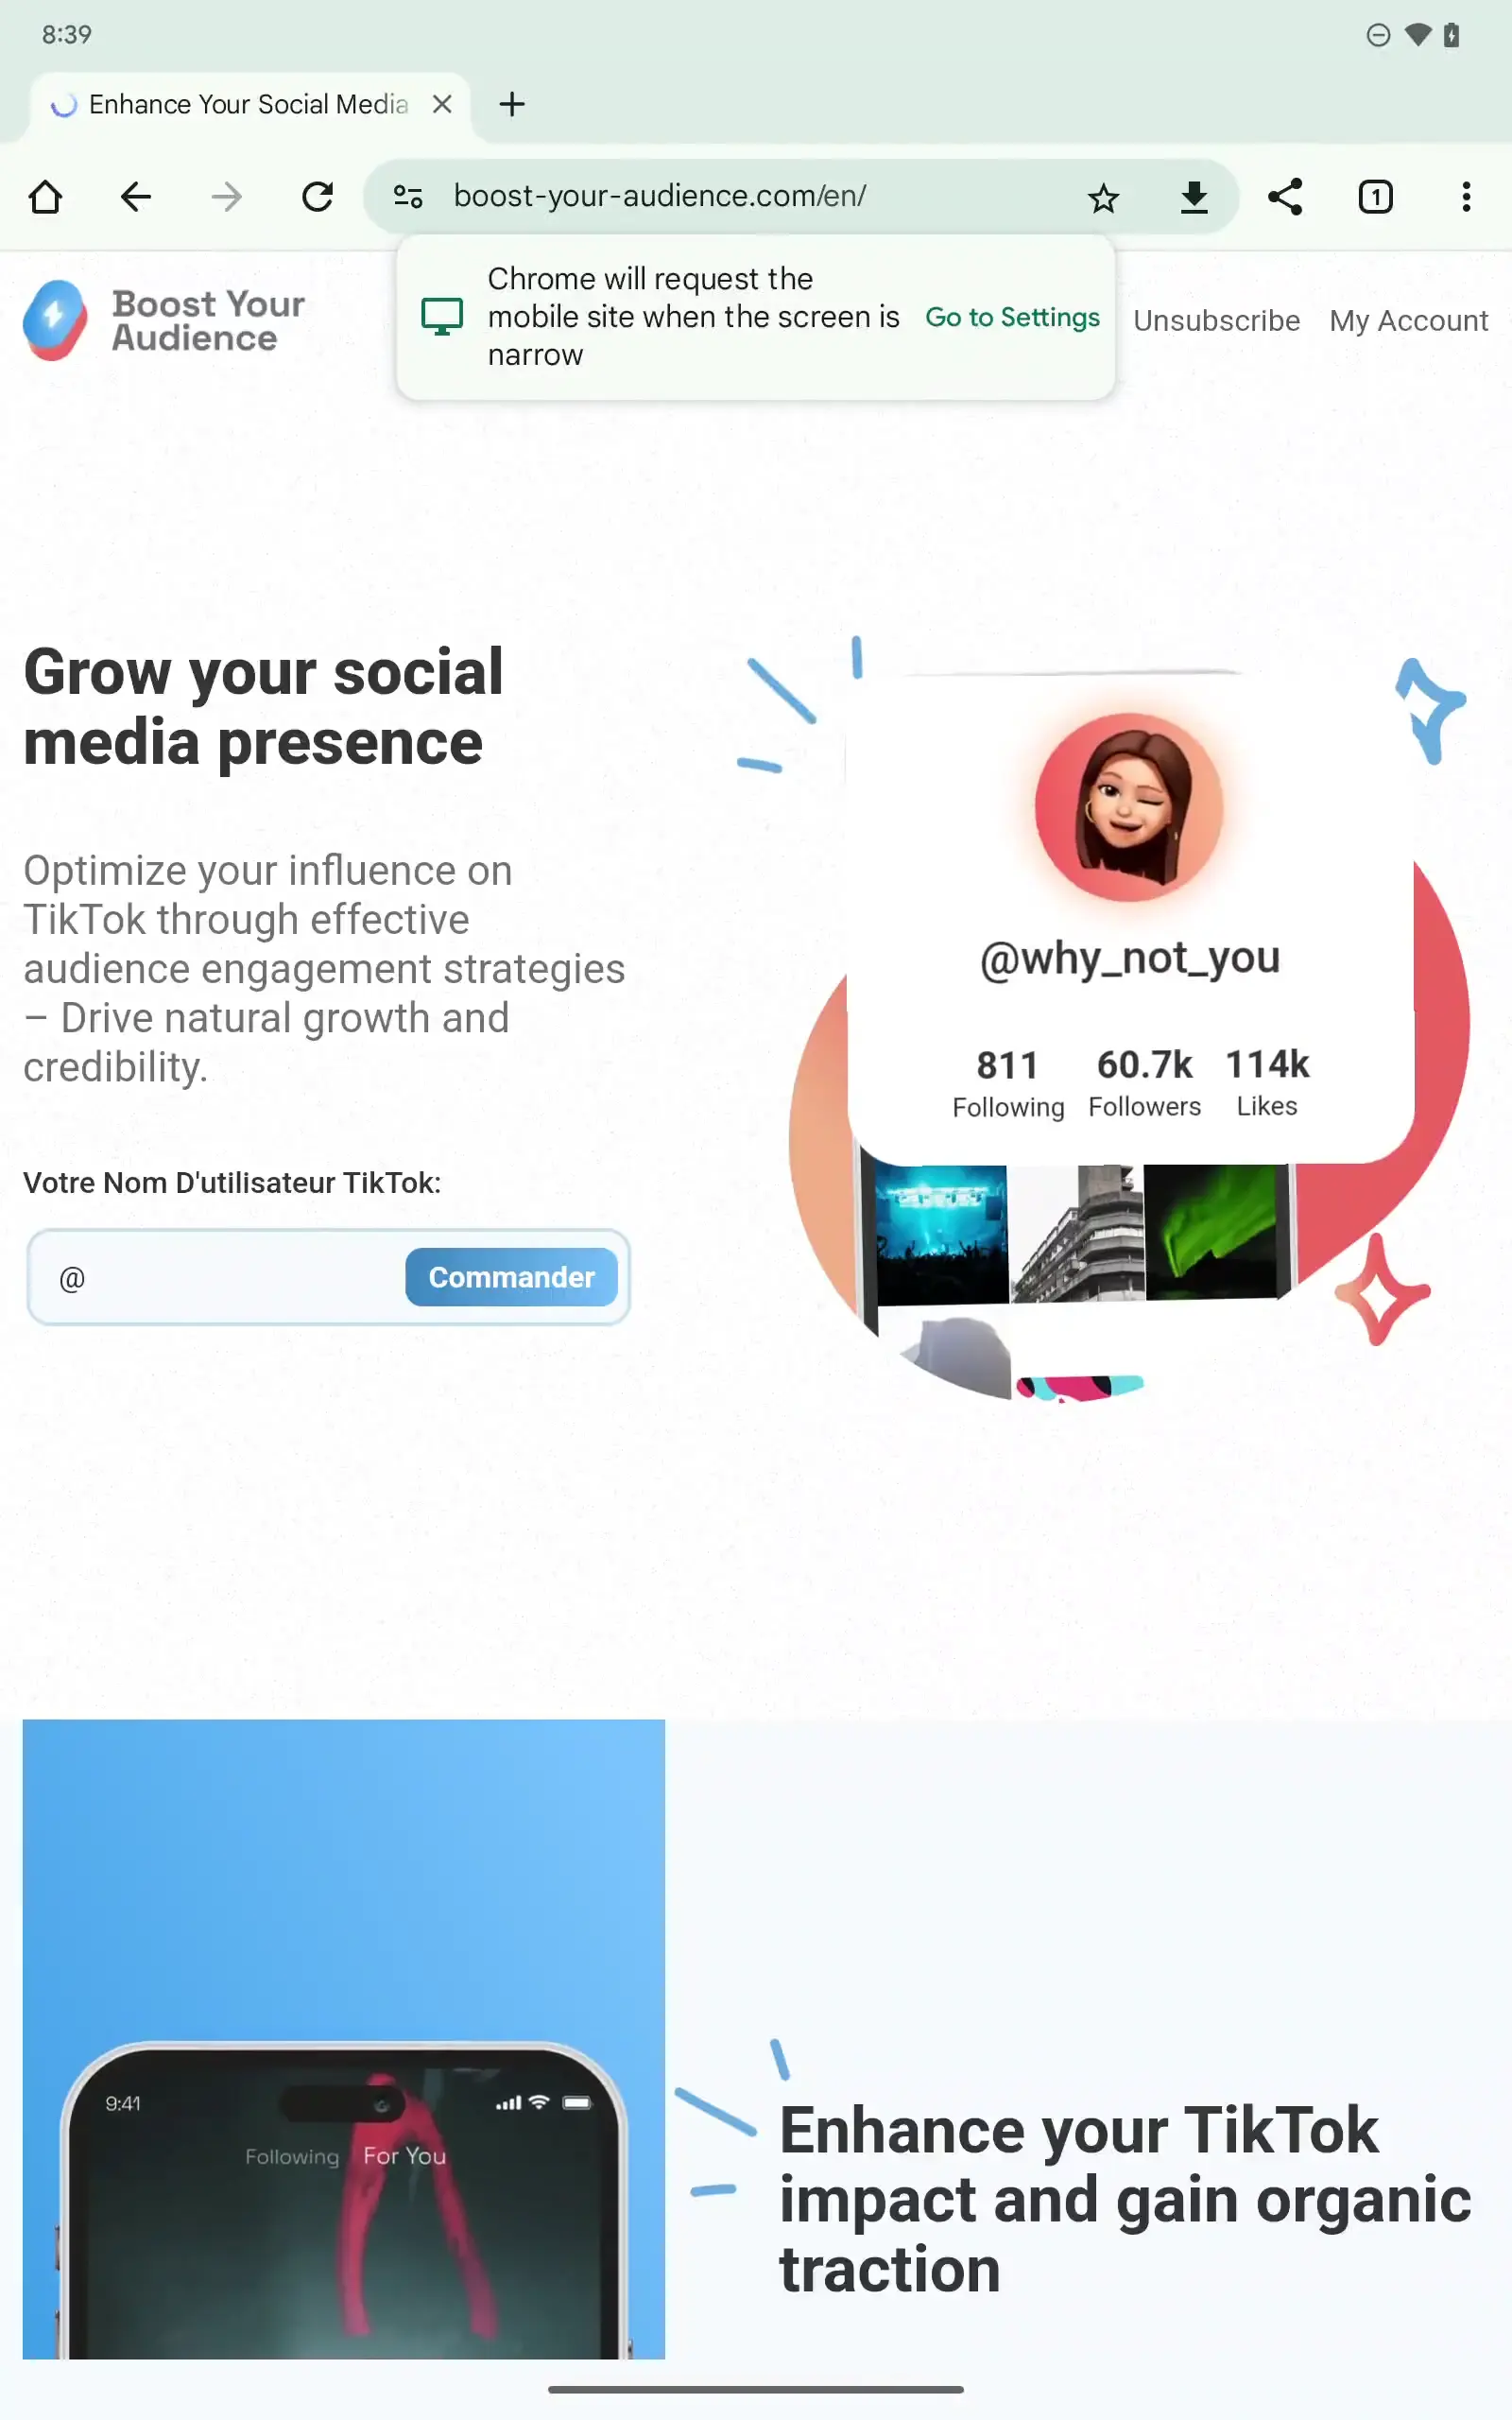 8:39
Enhance Your Social Media
boost-your-audience.com/en/
1
Chrome will request the
mobile site when the screen is
narrow
Go to Settings
Boost Your
Audience
Unsubscribe
My Account
Grow your social
media presence
Optimize your influence on
TikTok through effective
audience engagement strategies
– Drive natural growth and
credibility.
Votre Nom D'utilisateur TikTok:
@
Commander
@why_not_you
811 60.7k 114k
Following Followers Likes
9:41
Following For You
Enhance your TikTok
impact and gain organic
traction